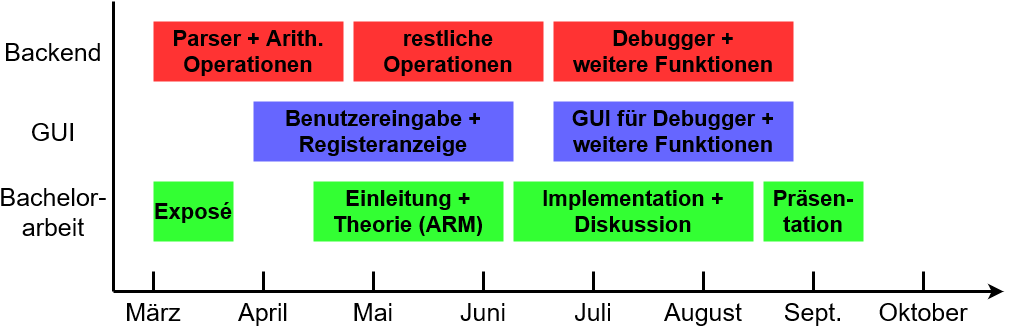 Backend
Parser + Arith.
Operationen
restliche
Operationen
Debugger +
weitere Funktionen
GUI
Benutzereingabe +
Registeranzeige
GUI für Debugger +
weitere Funktionen
Bachelor-
arbeit
Exposé
Einleitung +
Theorie (ARM)
Implementation +
Diskussion
Präsen-
tation
März April Mai Juni Juli August Sept. Oktober